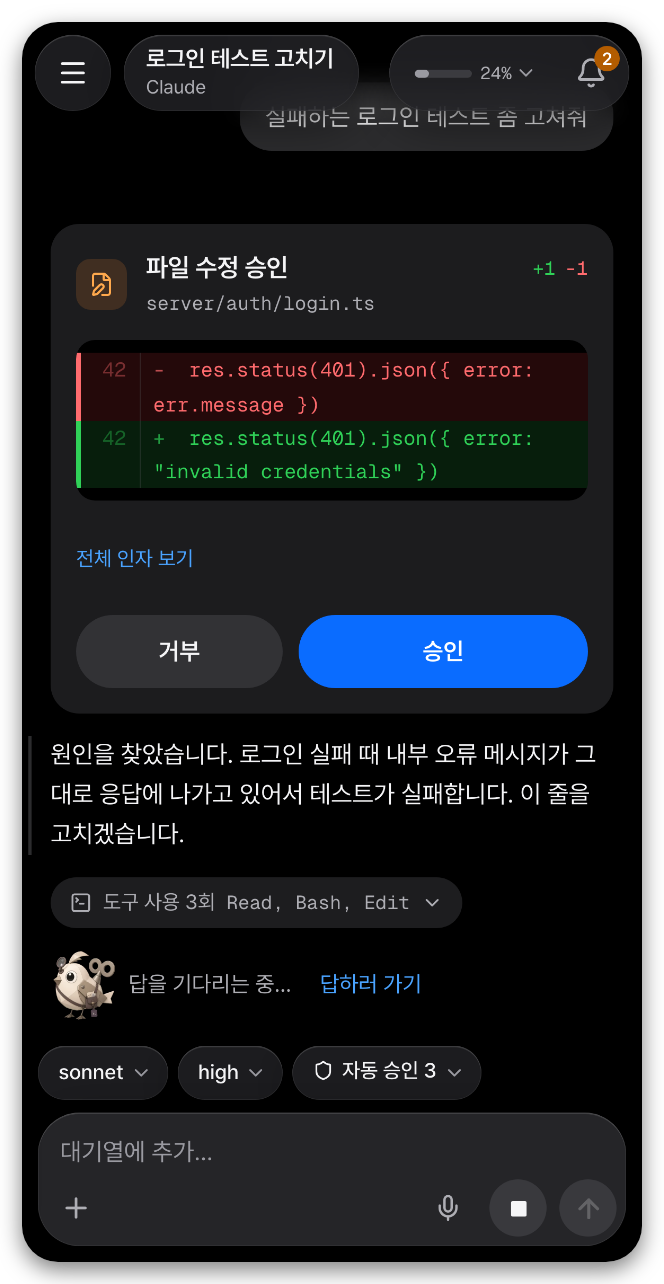 로그인 테스트 고치기
Claude
24%
2
실패하는 로그인 테스트 좀 고쳐줘
파일 수정 승인
+1 -1
server/auth/login.ts
42 - res.status(401).json({ error:
err.message })
42 + res.status(401).json({ error:
"invalid credentials" })
전체 인자 보기
거부
승인
원인을 찾았습니다. 로그인 실패 때 내부 오류 메시지가 그
대로 응답에 나가고 있어서 테스트가 실패합니다. 이 줄을
고치겠습니다.
도구 사용 3회 Read, Bash, Edit
답을 기다리는 중... 답하러 가기
sonnet
high
자동 승인 3
대기열에 추가...